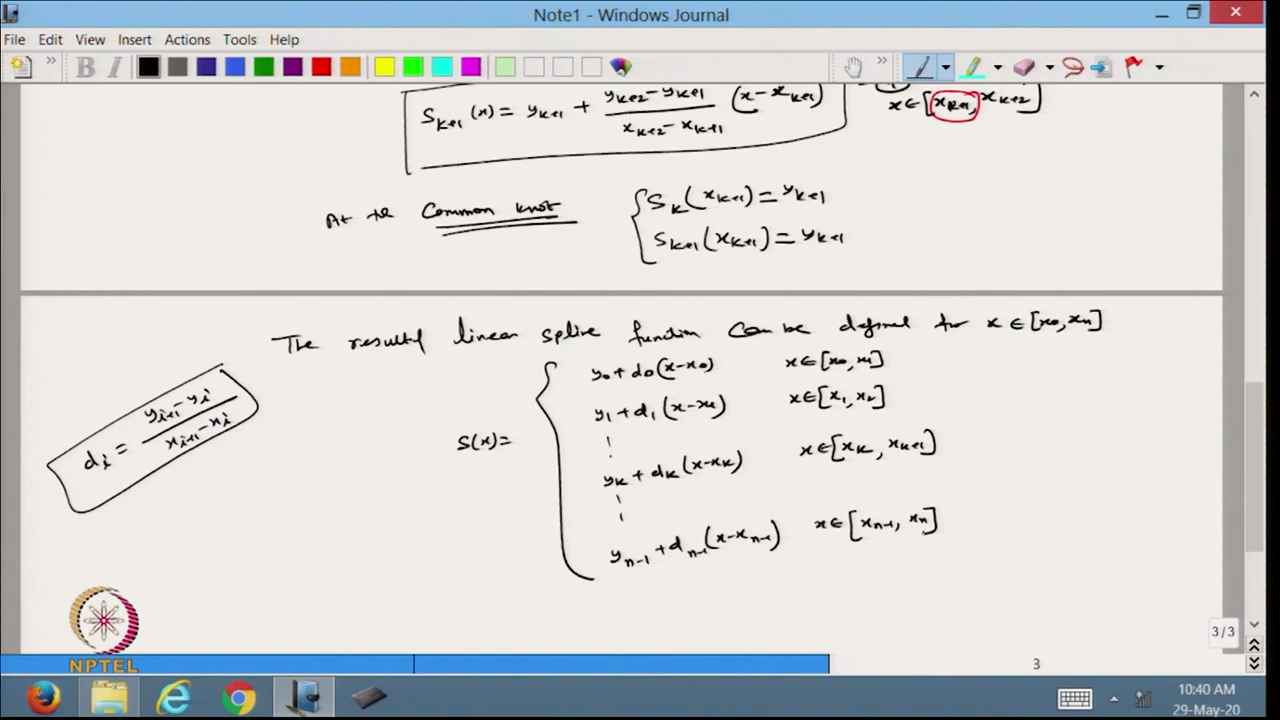 Note1 - Windows Journal
File Edit View Insert Actions Tools Help
S_{k+1}(x) = y_{k+1} + \frac{y_{k+2} - y_{k+1}}{x_{k+2} - x_{k+1}} (x - x_{k+1})
x ∈ [x_{k+1}, x_{k+2}]
At the Common knot
S_k(x_{k+1}) = y_{k+1}
S_{k+1}(x_{k+1}) = y_{k+1}
The resultf linear spline function can be defined for x ∈ [x_0, x_n]
d_i = \frac{y_{i+1} - y_i}{x_{i+1} - x_i}
S(x) =
y_0 + d_0(x - x_0) x ∈ [x_0, x_1]
y_1 + d_1(x - x_1) x ∈ [x_1, x_2]
y_k + d_k(x - x_k) x ∈ [x_k, x_{k+1}]
y_{n-1} + d_{n-1}(x - x_{n-1}) x ∈ [x_{n-1}, x_n]
3/3
NPTEL
3
10:40 AM
29-May-20